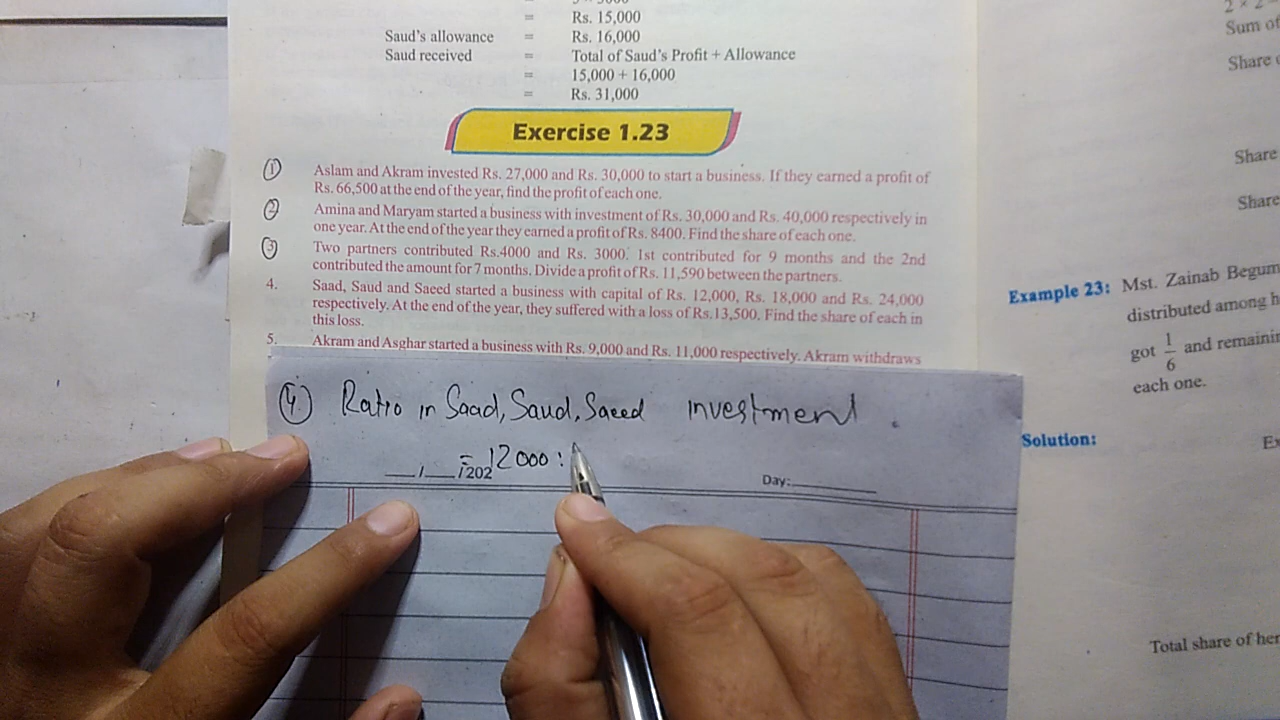 = Rs. 15,000
Saud's allowance = Rs. 16,000
Saud received = Total of Saud's Profit + Allowance
= 15,000 + 16,000
= Rs. 31,000
Exercise 1.23
1 Aslam and Akram invested Rs. 27,000 and Rs. 30,000 to start a business. If they earned a profit of
Rs. 66,500 at the end of the year, find the profit of each one.
2 Amina and Maryam started a business with investment of Rs. 30,000 and Rs. 40,000 respectively in
one year. At the end of the year they earned a profit of Rs. 8400. Find the share of each one.
3 Two partners contributed Rs.4000 and Rs. 3000. 1st contributed for 9 months and the 2nd
contributed the amount for 7 months. Divide a profit of Rs. 11,590 between the partners.
4. Saad, Saud and Saeed started a business with capital of Rs. 12,000, Rs. 18,000 and Rs. 24,000
respectively. At the end of the year, they suffered with a loss of Rs.13,500. Find the share of each in
this loss.
5. Akram and Asghar started a business with Rs. 9,000 and Rs. 11,000 respectively. Akram withdraws
4. Ratio in Saad, Saud, Saeed investment.
= 12000 :
__/__/202
Day:
Sum of
Share
Share
Share
Example 23: Mst. Zainab Begum
distributed among h
got 1/6 and remaini
each one.
Solution:
Total share of her